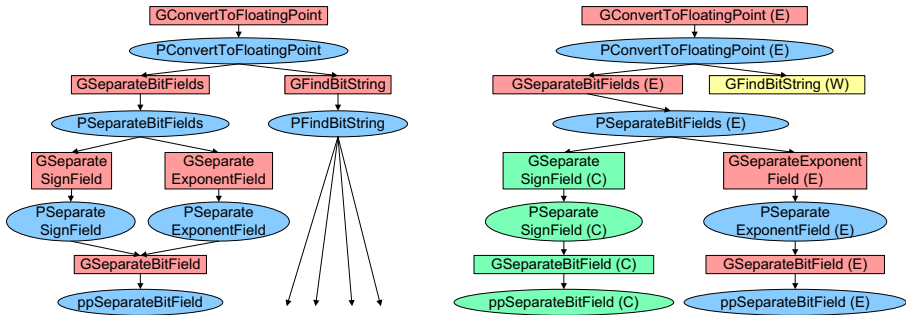 GConvertToFloatingPoint
PConvertToFloatingPoint
GSeparateBitFields
GFindBitString
PSeparateBitFields
PFindBitString
GSeparate
SignField
GSeparate
ExponentField
PSeparate
SignField
PSeparate
ExponentField
GSeparateBitField
ppSeparateBitField
GConvertToFloatingPoint (E)
PConvertToFloatingPoint (E)
GSeparateBitFields (E)
GFindBitString (W)
PSeparateBitFields (E)
GSeparate
SignField (C)
GSeparateExponent
Field (E)
PSeparate
SignField (C)
PSeparate
ExponentField (E)
GSeparateBitField (C)
GSeparateBitField (E)
ppSeparateBitField (C)
ppSeparateBitField (E)